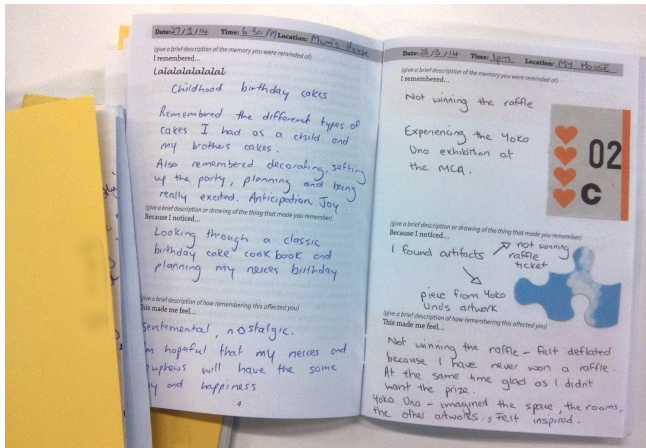 Date: 27/3/14 Time: 6.30 PM Location: Mum's House
(give a brief description of the memory you were reminded of)
I remembered...
Lalalalalalalal
Childhood birthday cakes
Remembered the different types of
cakes I had as a child and
my brothers cakes.
Also remembered decorating, setting
up the party, planning and being
really excited. Anticipation Joy.
(give a brief description or drawing of the thing that made you remember)
Because I noticed...
Looking through a classic
birthday cake cook book and
planning my neices birthday
give a brief description of how remembering this affected you)
This made me feel...
sentemental, nostalgic.
hopeful that my neices and
will have the same
and happiness
4
Date: /3/14 Time: 1pm Location: MY HOUSE
(give a brief description of the memory you were reminded of)
I remembered...
Not winning the raffle
Experiencing the Yoko
Uno exhibition at
the MCA.
02
C
(give a brief description or drawing of the thing that made you remember)
Because I noticed...
I found artifacts
not winning
raffle
ticket
piece from Yoko
Uno's artwork
(give a brief description of how remembering this affected you)
This made me feel...
Not winning the raffle - felt deflated
because I have never won a raffle.
At the same time glad as I didn't
want the prize.
Yoko Uno - imagined the space, the rooms,
the other artworks. Felt inspired.